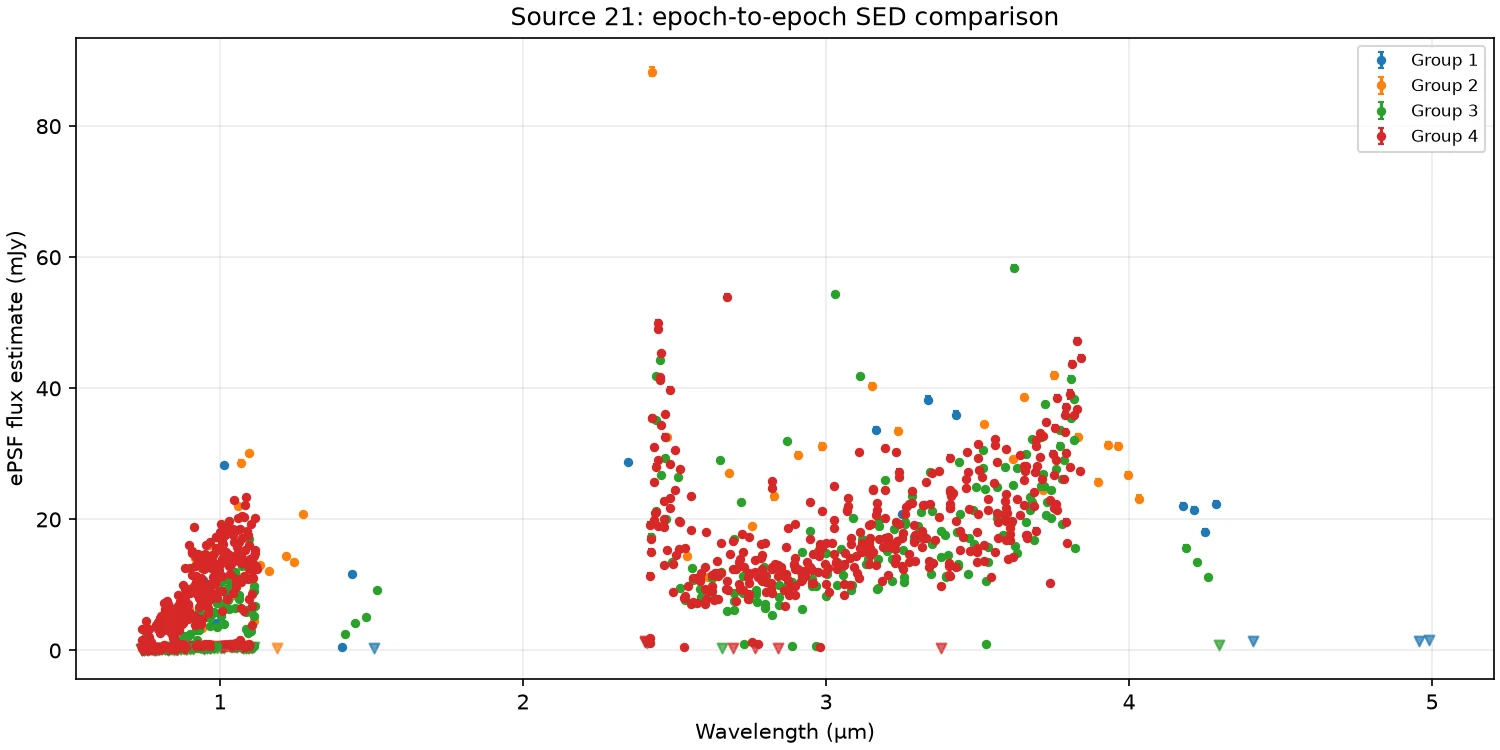 Source 21: epoch-to-epoch SED comparison
Group 1
Group 2
Group 3
Group 4
ePSF flux estimate (mJy)
80
60
40
20
0
1 2 3 4 5
Wavelength (μm)